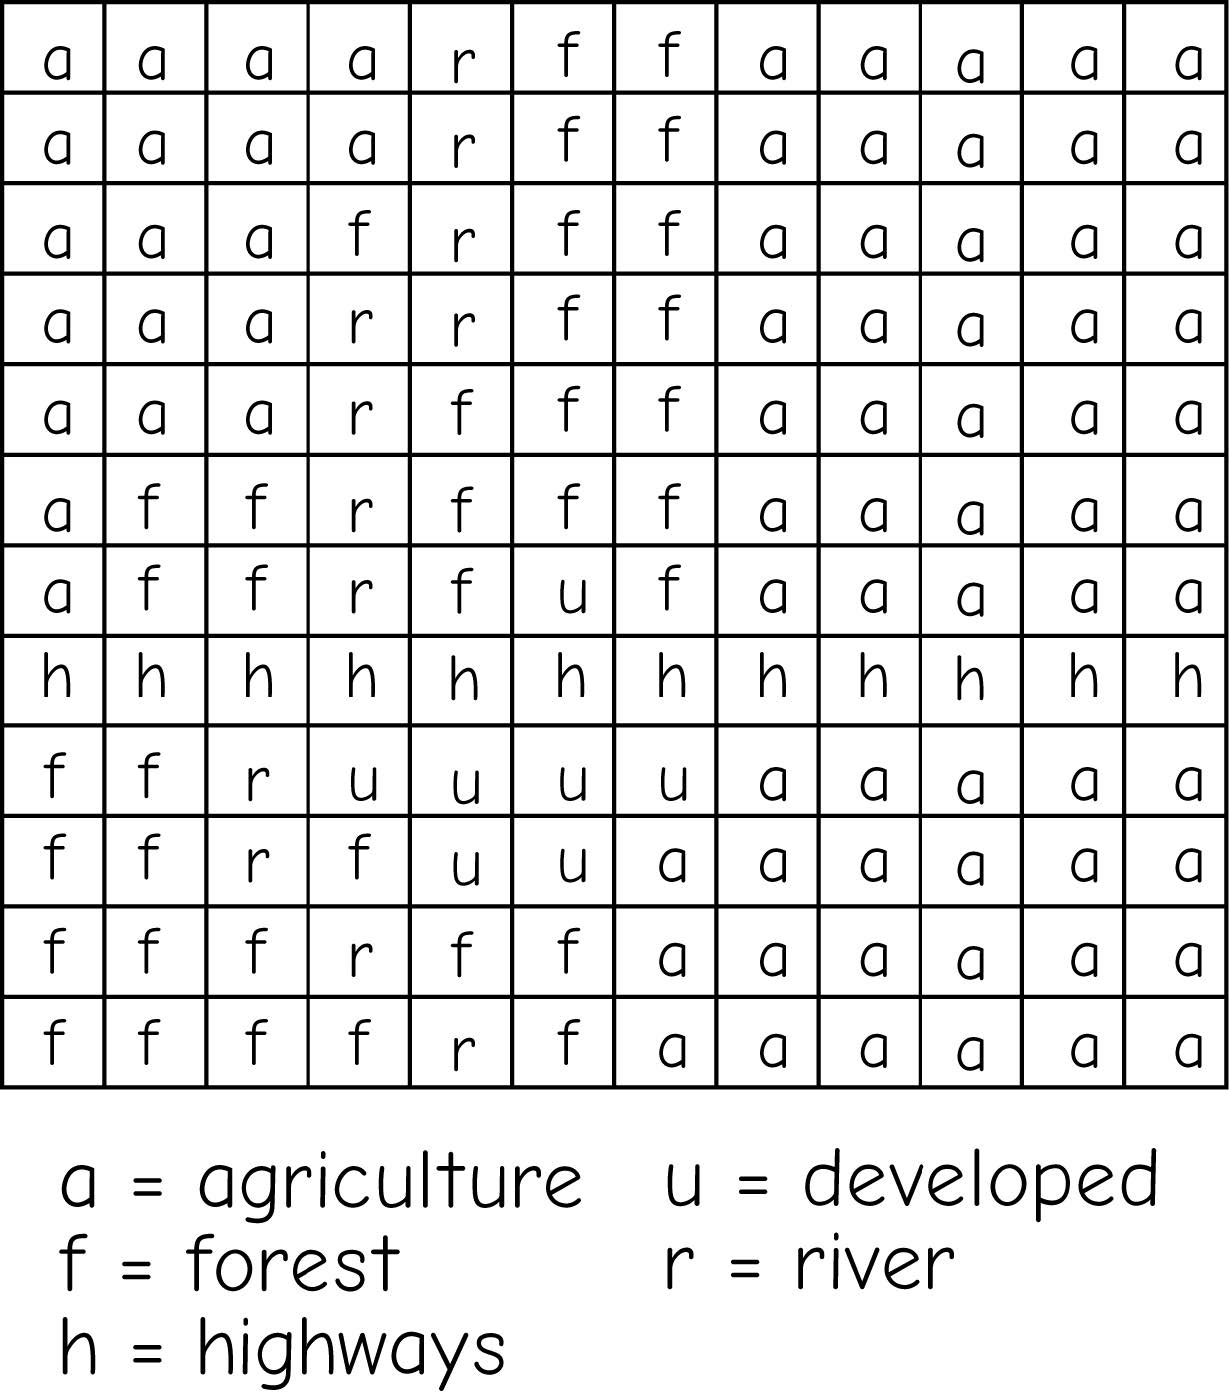 a a a a r f f a a a a a
a a a a r f f a a a a a
a a a f r f f a a a a a
a a a r r f f a a a a a
a a a r f f f a a a a a
a f f r f f f a a a a a
a f f r f u f a a a a a
h h h h h h h h h h h h
f f r u u u u a a a a a
f f r f u u a a a a a a
f f f r f f a a a a a a
f f f f r f a a a a a a
a = agriculture u = developed
f = forest r = river
h = highways